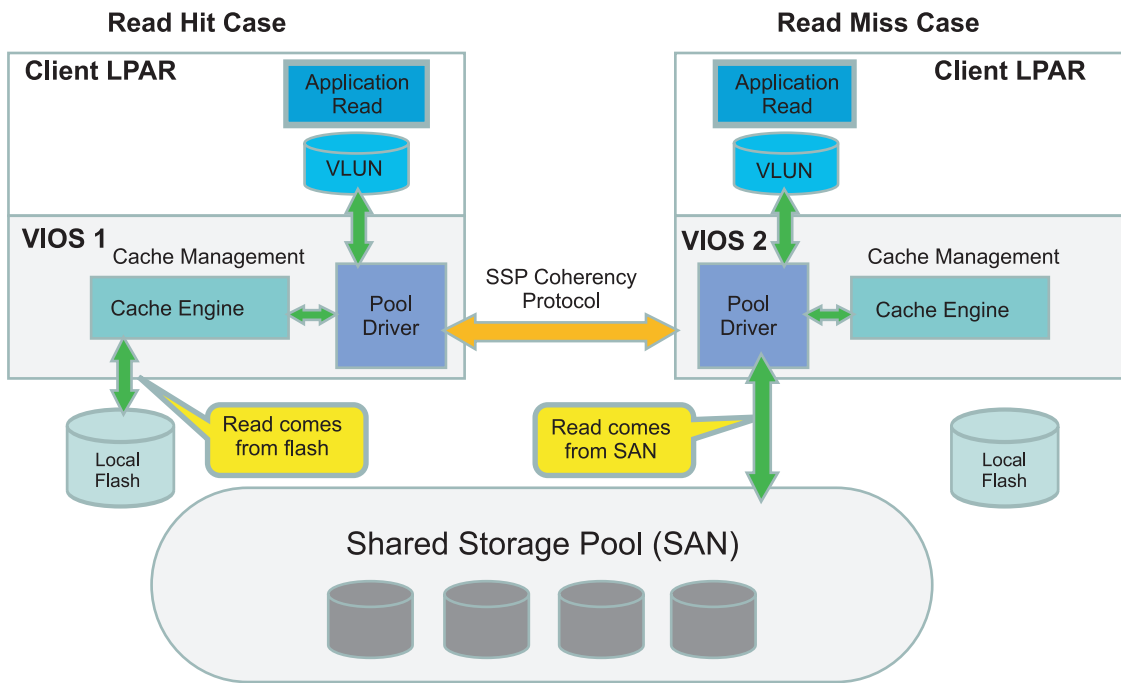 Read Hit Case
Client LPAR
Application
Read
VLUN
VIOS 1
Cache Management
Cache Engine
Pool
Driver
Read comes
from flash
Local
Flash
SSP Coherency
Protocol
Read Miss Case
Client LPAR
Application
Read
VLUN
VIOS 2
Cache Management
Pool
Driver
Cache Engine
Read comes
from SAN
Local
Flash
Shared Storage Pool (SAN)